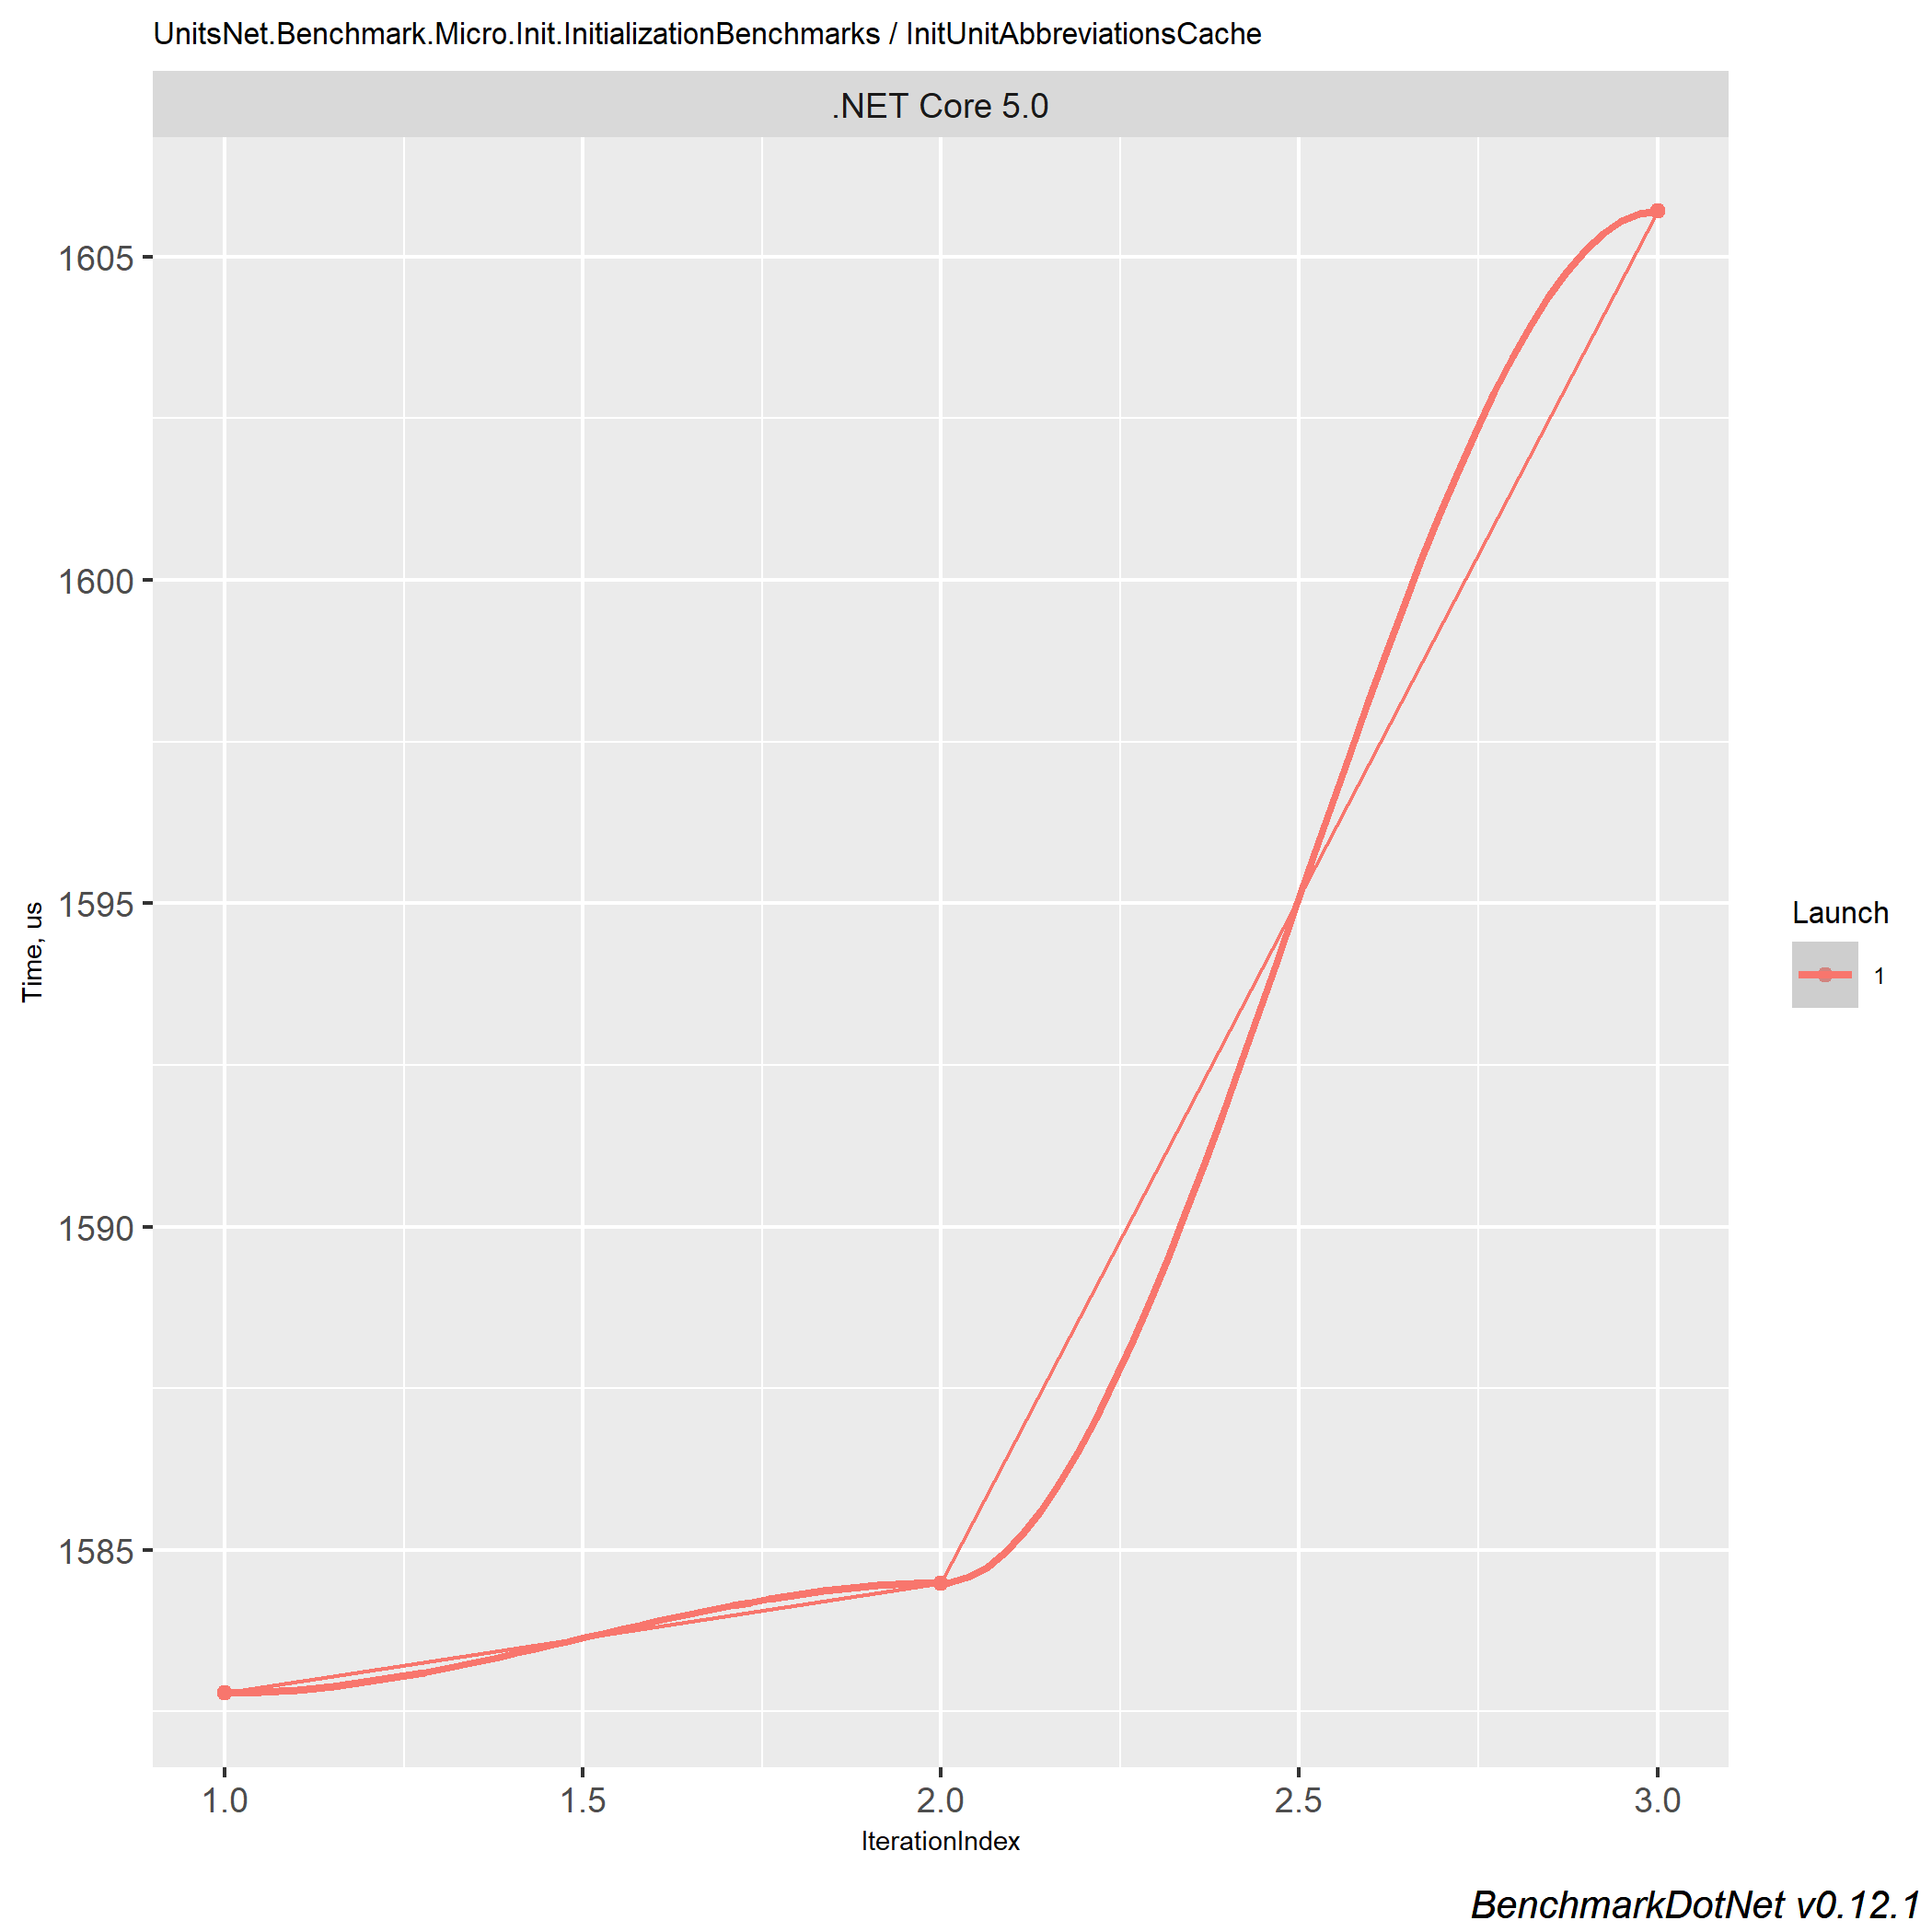 UnitsNet.Benchmark.Micro.Init.InitializationBenchmarks / InitUnitAbbreviationsCache
.NET Core 5.0
1605
1600
1595
1590
1585
Time, us
1.0 1.5 2.0 2.5 3.0
IterationIndex
Launch
1
BenchmarkDotNet v0.12.1